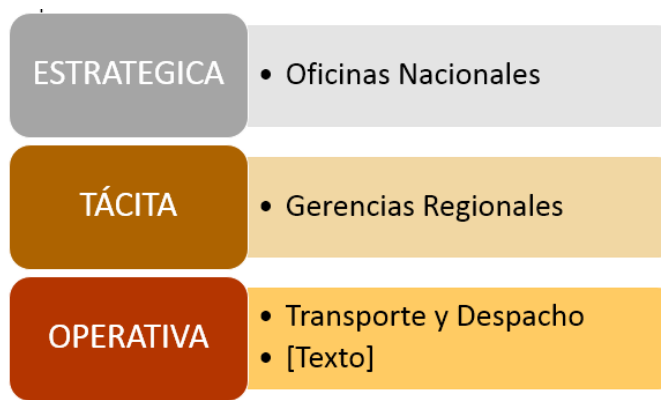 ESTRATEGICA
• Oficinas Nacionales
TÁCITA
• Gerencias Regionales
OPERATIVA
• Transporte y Despacho
• [Texto]